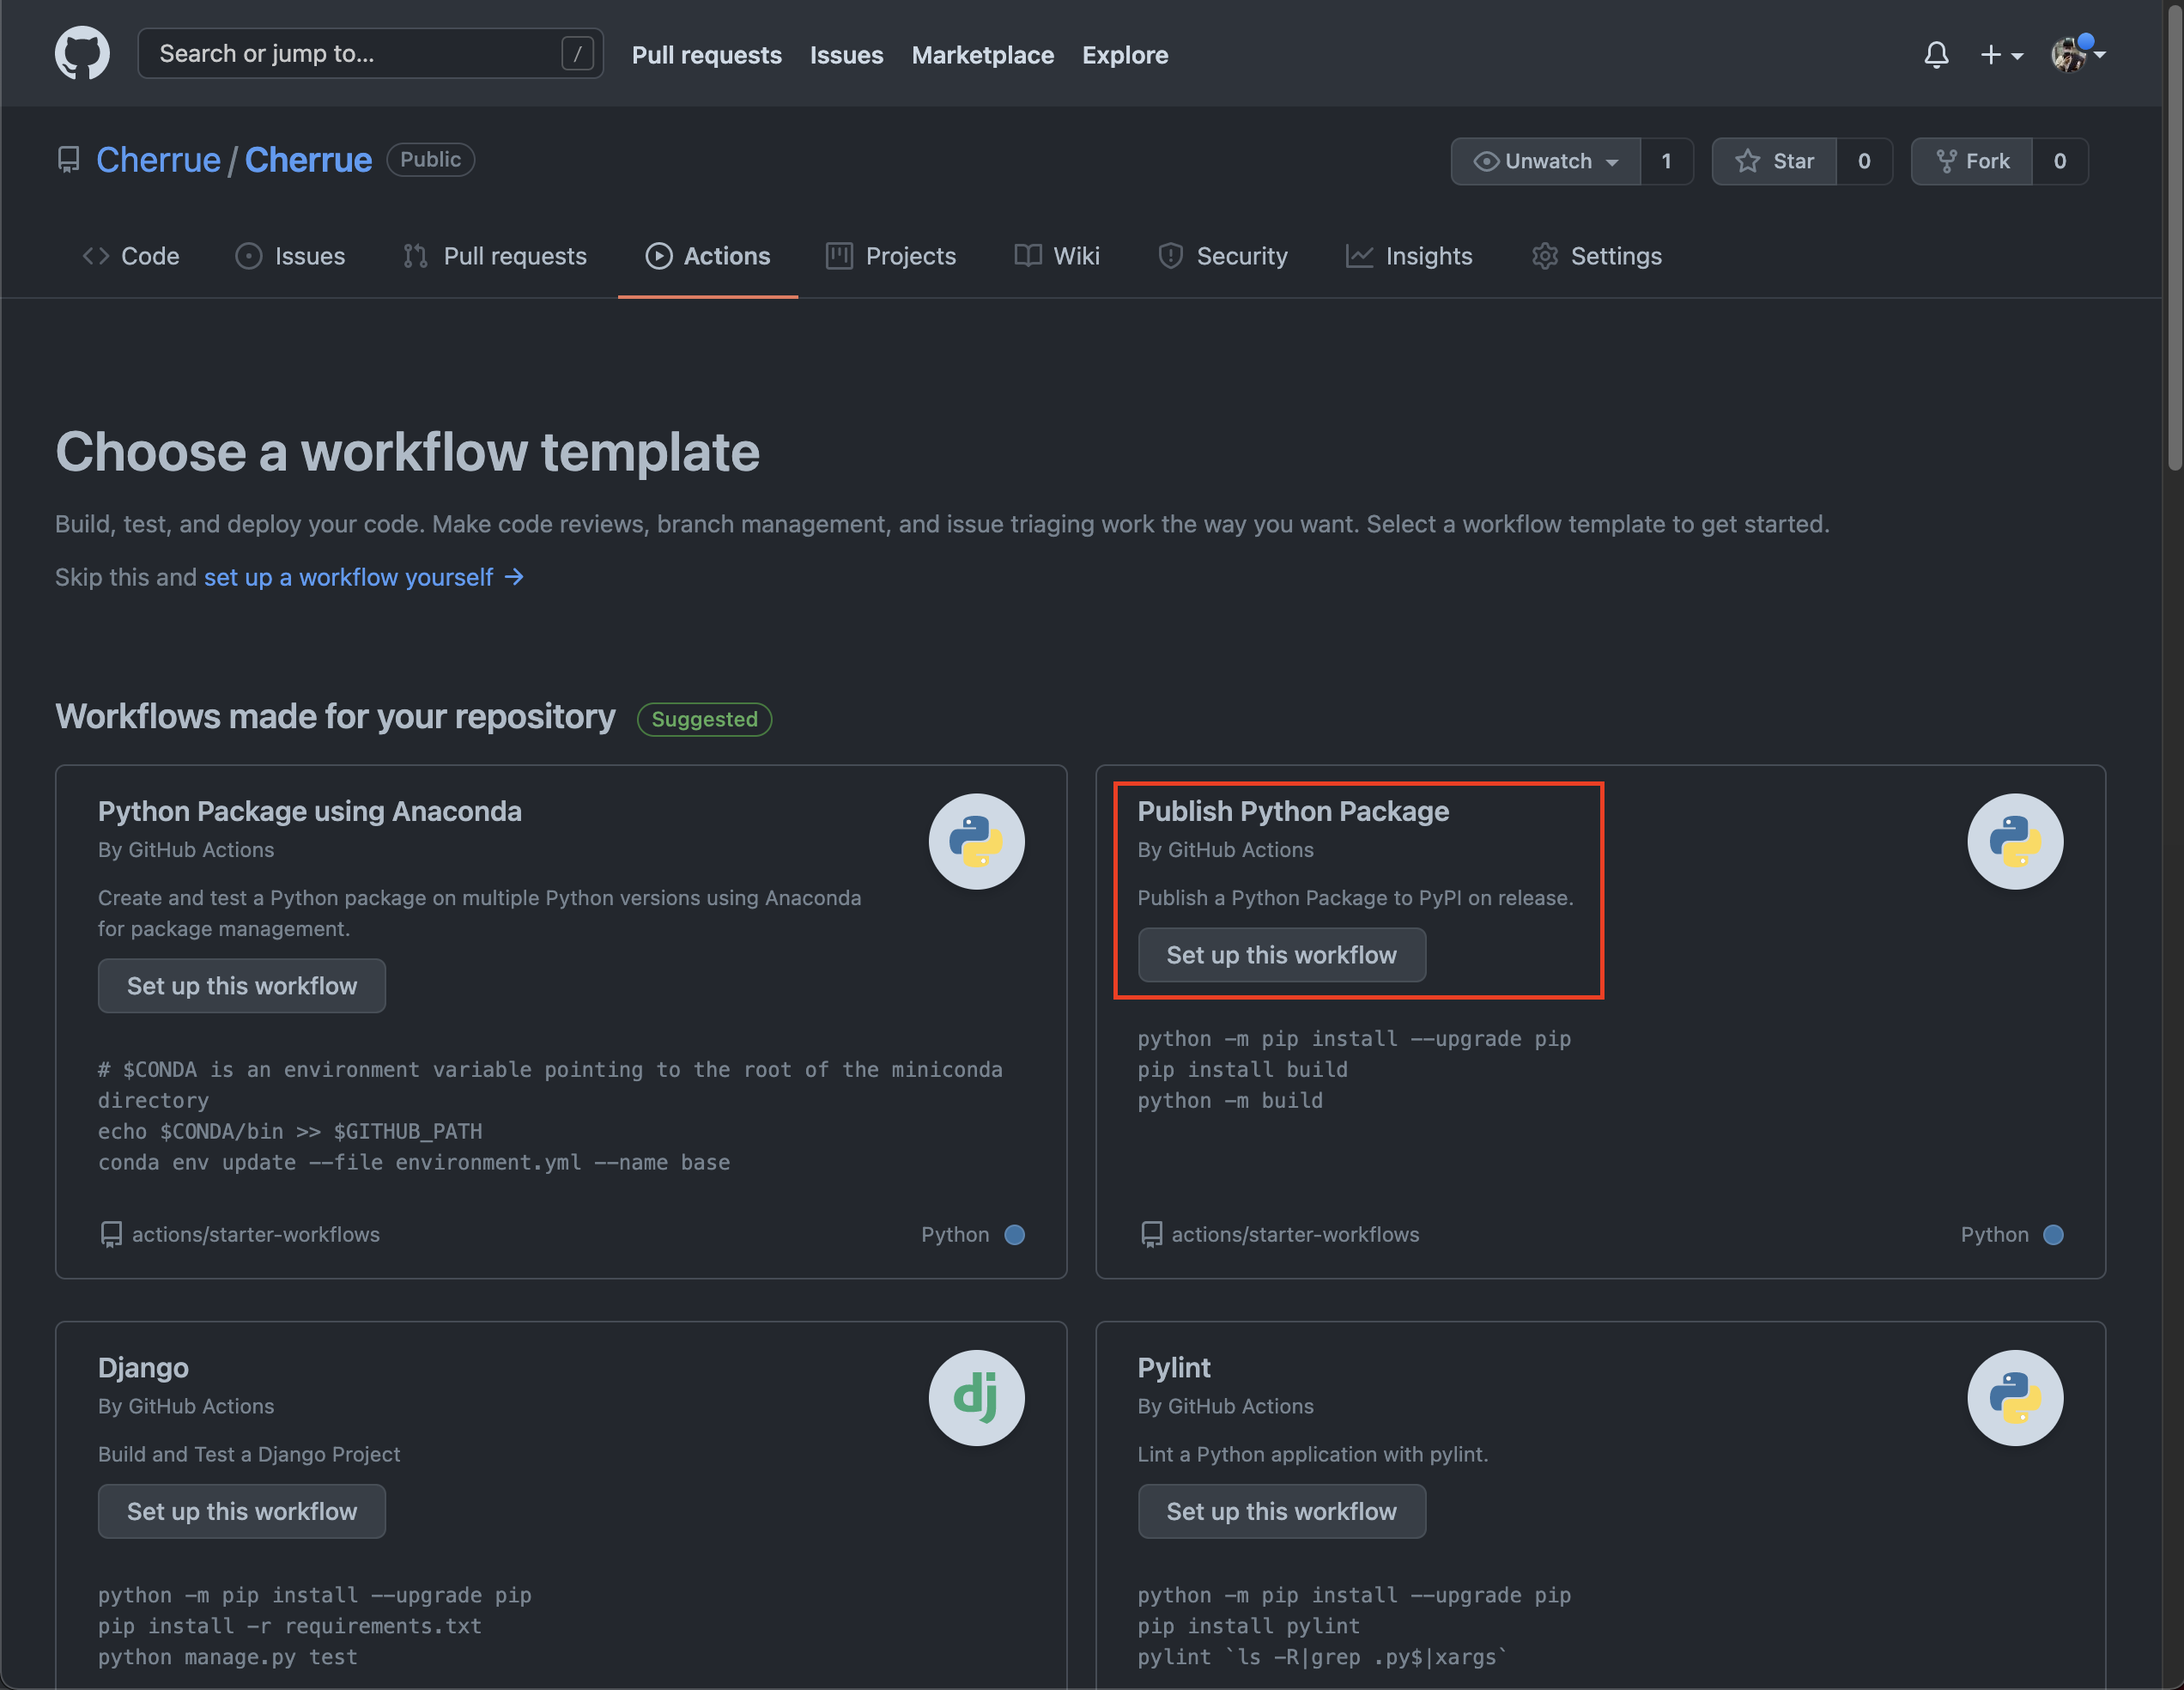 Search or jump to... /
Pull requests Issues Marketplace Explore
Cherrue / Cherrue Public
Unwatch 1 Star 0 Fork 0
Code Issues Pull requests Actions Projects Wiki Security Insights Settings
Choose a workflow template
Build, test, and deploy your code. Make code reviews, branch management, and issue triaging work the way you want. Select a workflow template to get started.
Skip this and set up a workflow yourself →
Workflows made for your repository Suggested
Python Package using Anaconda
By GitHub Actions
Create and test a Python package on multiple Python versions using Anaconda
for package management.
Set up this workflow
# $CONDA is an environment variable pointing to the root of the miniconda
directory
echo $CONDA/bin >> $GITHUB_PATH
conda env update --file environment.yml --name base
actions/starter-workflows Python
Publish Python Package
By GitHub Actions
Publish a Python Package to PyPI on release.
Set up this workflow
python -m pip install --upgrade pip
pip install build
python -m build
actions/starter-workflows Python
Django
By GitHub Actions
Build and Test a Django Project
Set up this workflow
python -m pip install --upgrade pip
pip install -r requirements.txt
python manage.py test
dj
Pylint
By GitHub Actions
Lint a Python application with pylint.
Set up this workflow
python -m pip install --upgrade pip
pip install pylint
pylint `ls -R|grep .py$|xargs`